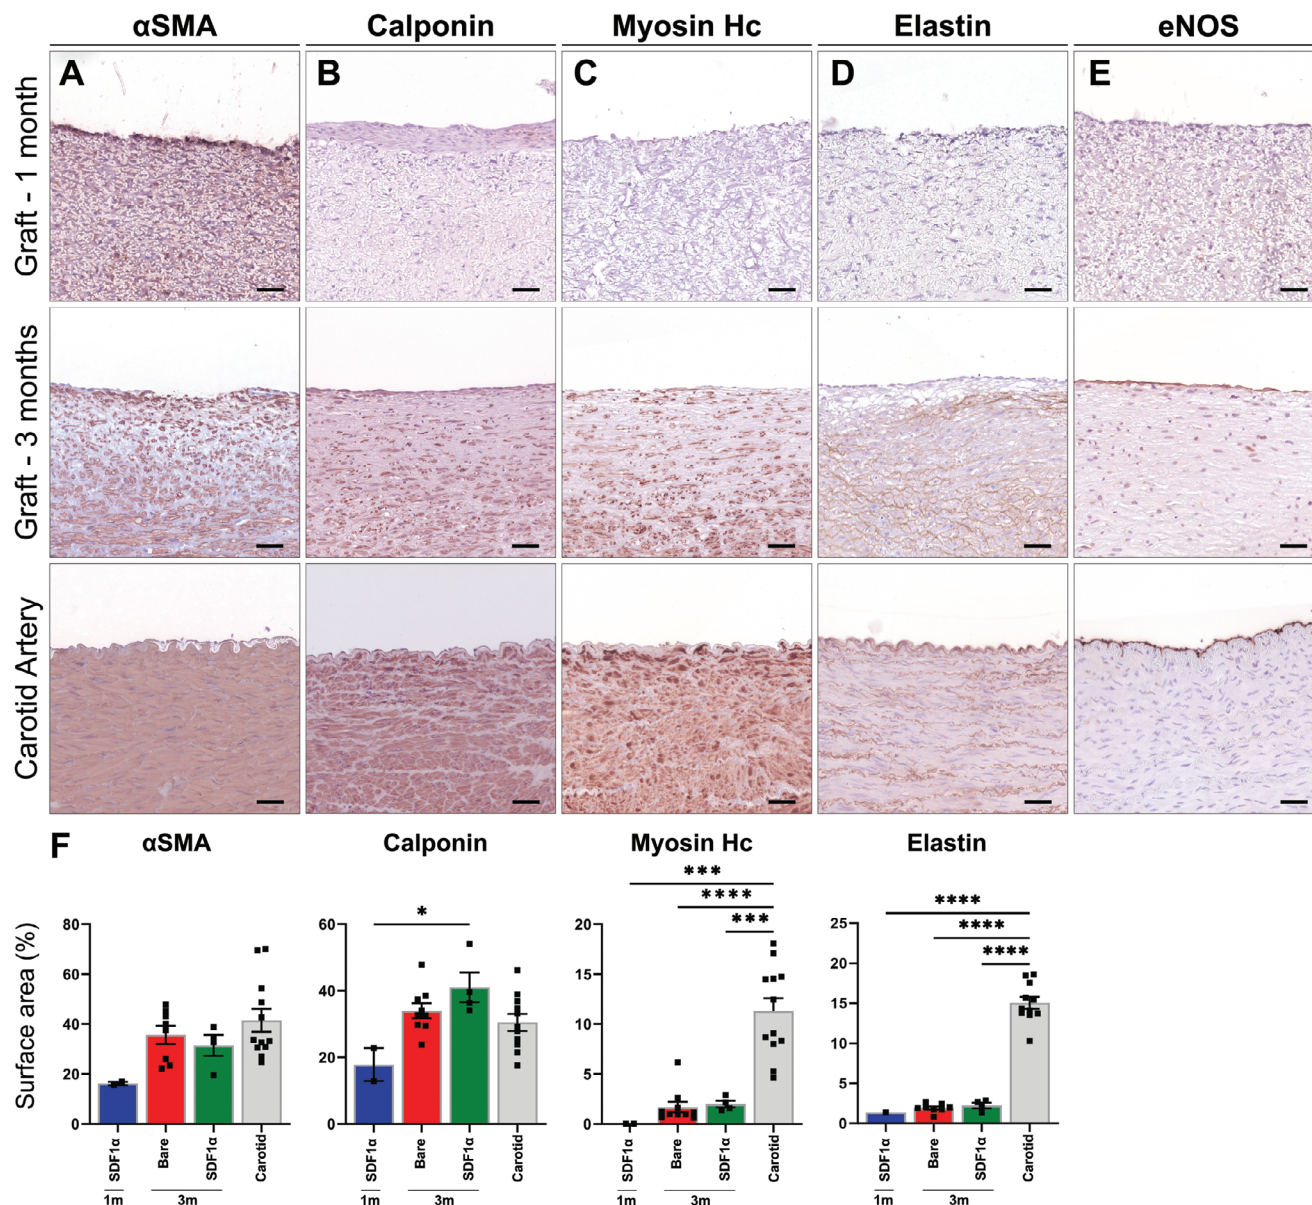 αSMA Calponin Myosin Hc Elastin eNOS
A B C D E
Graft - 1 month
Graft - 3 months
Carotid Artery
F αSMA Calponin Myosin Hc Elastin
Surface area (%)
80
60
40
20
0
SDF1α Bare SDF1α Carotid
1m 3m
*
60
40
20
0
SDF1α Bare SDF1α Carotid
1m 3m
***
****
***
20
15
10
5
0
SDF1α Bare SDF1α Carotid
1m 3m
****
****
****
25
20
15
10
5
0
SDF1α Bare SDF1α Carotid
1m 3m